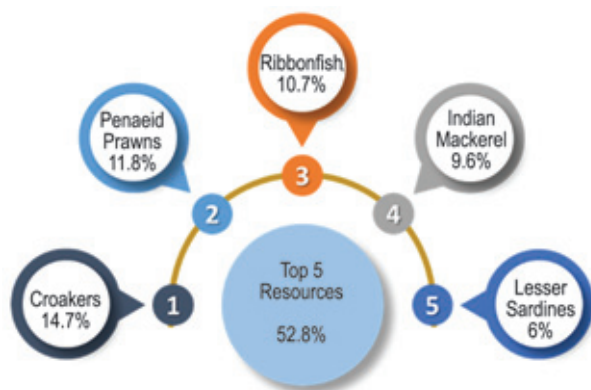 Ribbonfish,
10.7%
Penaeid
Prawns
11.8%
Indian
Mackerel
9.6%
3
2
4
Croakers
14.7%
1
Top 5
Resources
52.8%
5
Lesser
Sardines
6%